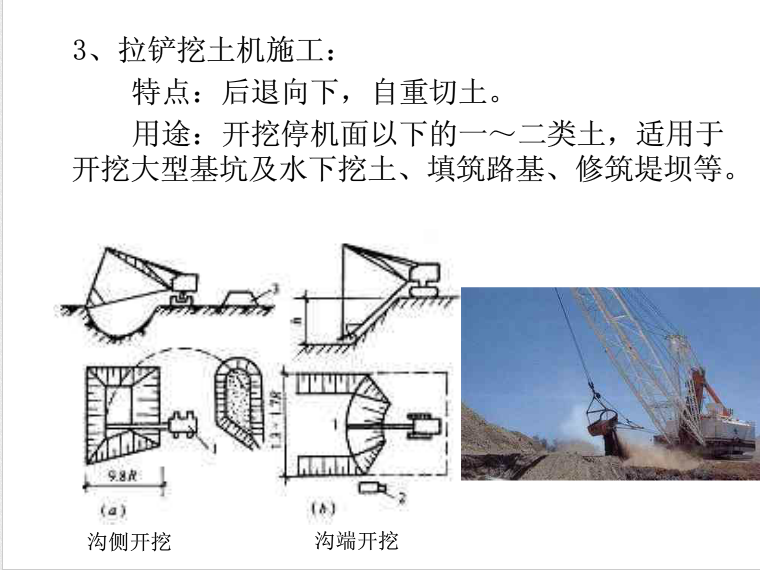 3、拉铲挖土机施工：
特点：后退向下，自重切土。
用途：开挖停机面以下的一～二类土，适用于
开挖大型基坑及水下挖土、填筑路基、修筑堤坝等。
3
h
1
9.8R
1.3~1.7R
1
2
(a)
(b)
沟侧开挖
沟端开挖